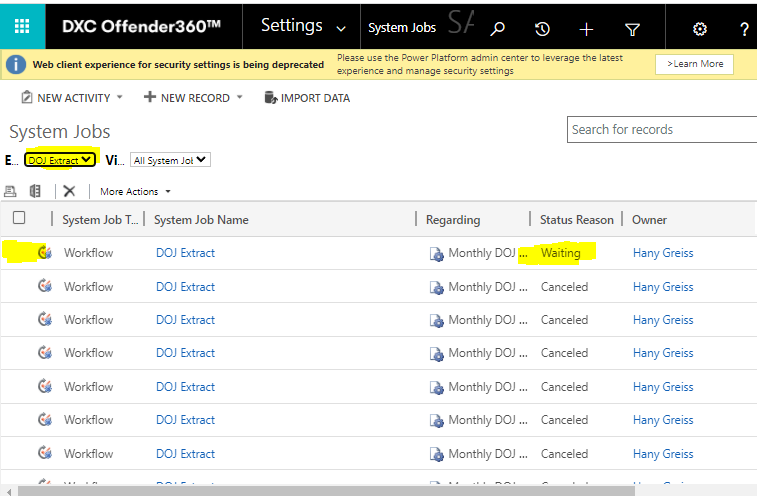 DXC Offender360™ Settings System Jobs SA
Web client experience for security settings is being deprecated
Please use the Power Platform admin center to leverage the latest
experience and manage security settings
>Learn More
NEW ACTIVITY NEW RECORD IMPORT DATA
System Jobs
Search for records
E... DOJ Extract Vi... All System Jol
More Actions
System Job T... System Job Name Regarding Status Reason Owner
Workflow DOJ Extract Monthly DOJ ... Waiting Hany Greiss
Workflow DOJ Extract Monthly DOJ ... Canceled Hany Greiss
Workflow DOJ Extract Monthly DOJ ... Canceled Hany Greiss
Workflow DOJ Extract Monthly DOJ ... Canceled Hany Greiss
Workflow DOJ Extract Monthly DOJ ... Canceled Hany Greiss
Workflow DOJ Extract Monthly DOJ ... Canceled Hany Greiss
Workflow DOJ Extract Monthly DOJ ... Canceled Hany Greiss